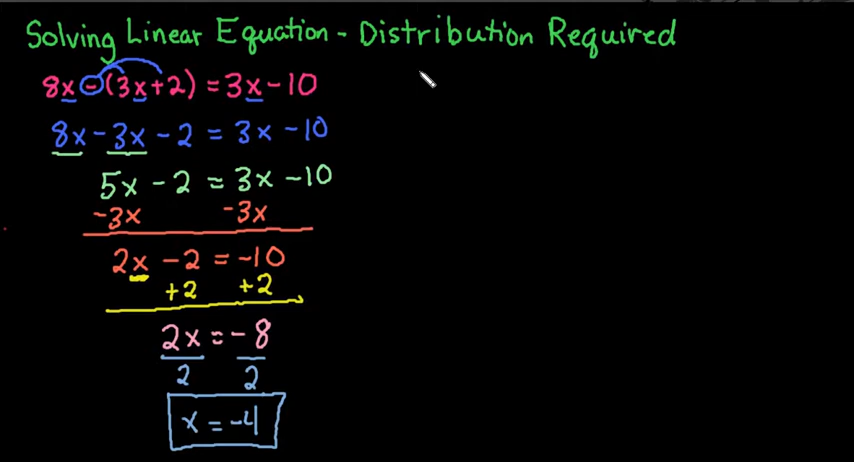 Solving Linear Equation - Distribution Required
8x -(3x+2) = 3x -10
8x - 3x - 2 = 3x -10
5x - 2 = 3x -10
-3x -3x
2x - 2 = -10
+2 +2
2x = -8
2 2
x = -4